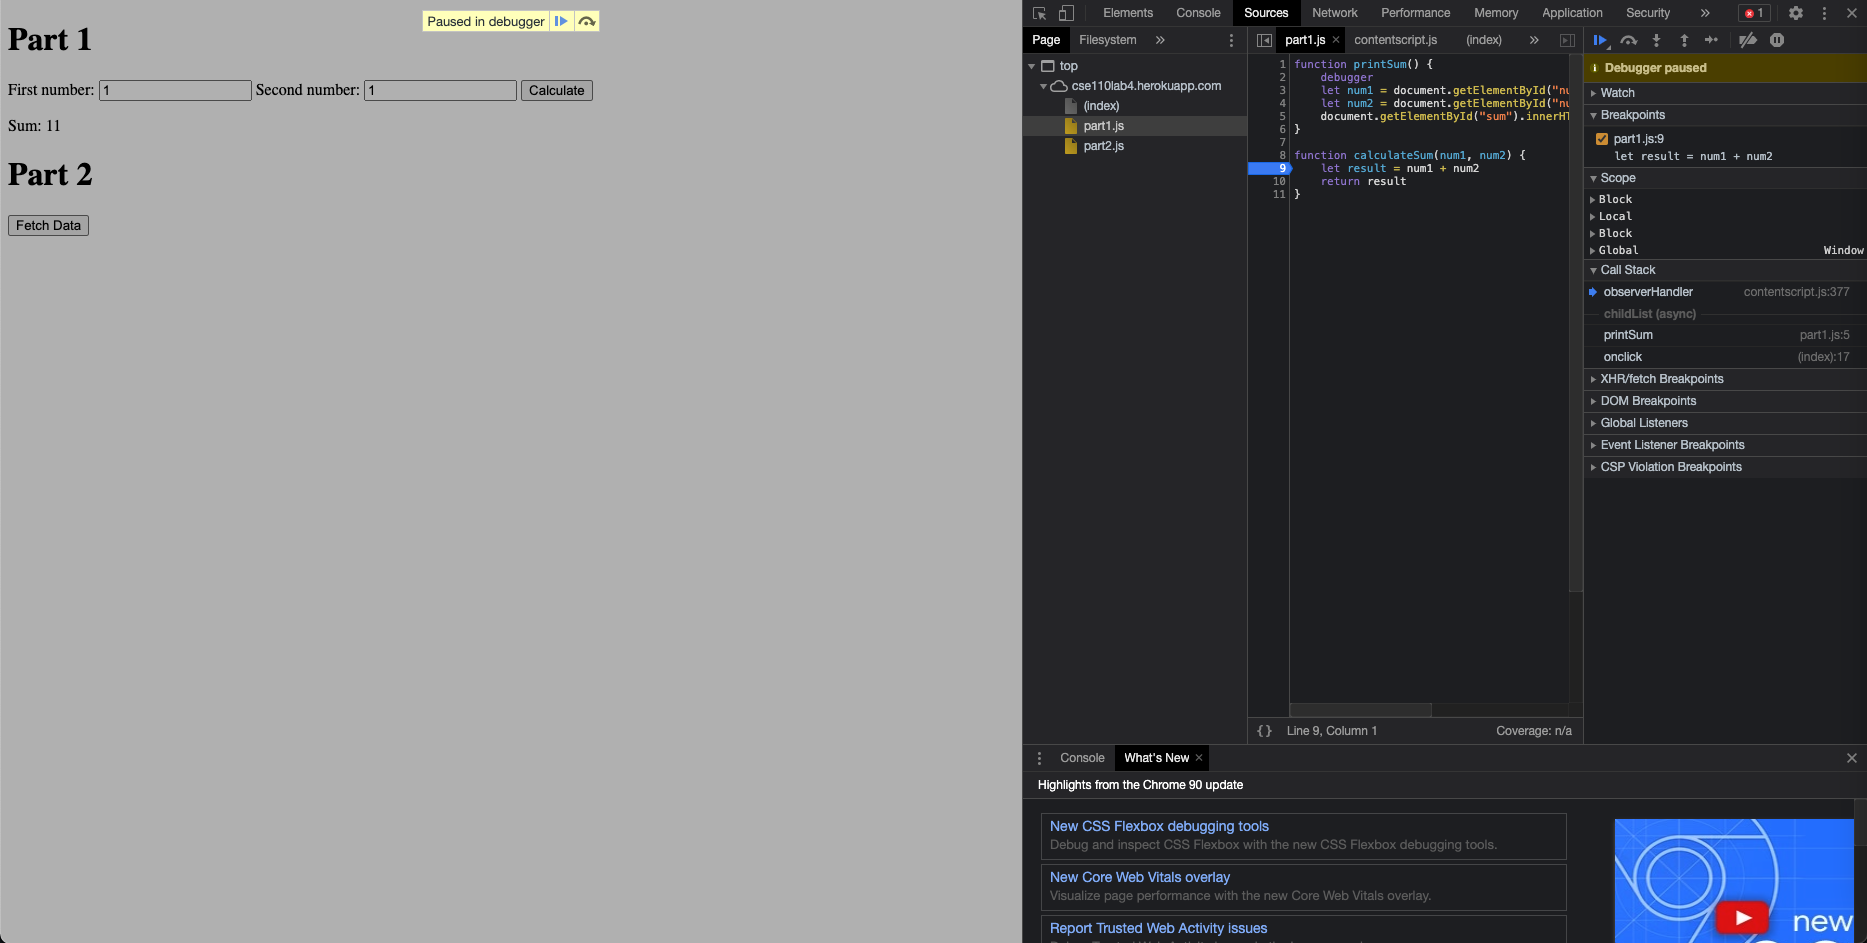 Paused in debugger
Part 1
First number: 1 Second number: 1 Calculate
Sum: 11
Part 2
Fetch Data
Elements Console Sources Network Performance Memory Application Security » 1
Page Filesystem »
top
cse110lab4.herokuapp.com
(index)
part1.js
part2.js
part1.js × contentscript.js (index) »
1 function printSum() {
2 debugger
3 let num1 = document.getElementById("nu
4 let num2 = document.getElementById("nu
5 document.getElementById("sum").innerHT
6 }
7
8 function calculateSum(num1, num2) {
9 let result = num1 + num2
10 return result
11 }
{} Line 9, Column 1 Coverage: n/a
Debugger paused
Watch
Breakpoints
part1.js:9
let result = num1 + num2
Scope
Block
Local
Block
Global Window
Call Stack
observerHandler contentscript.js:377
childList (async)
printSum part1.js:5
onclick (index):17
XHR/fetch Breakpoints
DOM Breakpoints
Global Listeners
Event Listener Breakpoints
CSP Violation Breakpoints
Console What's New ×
Highlights from the Chrome 90 update
New CSS Flexbox debugging tools
Debug and inspect CSS Flexbox with the new CSS Flexbox debugging tools.
New Core Web Vitals overlay
Visualize page performance with the new Core Web Vitals overlay.
Report Trusted Web Activity issues
new